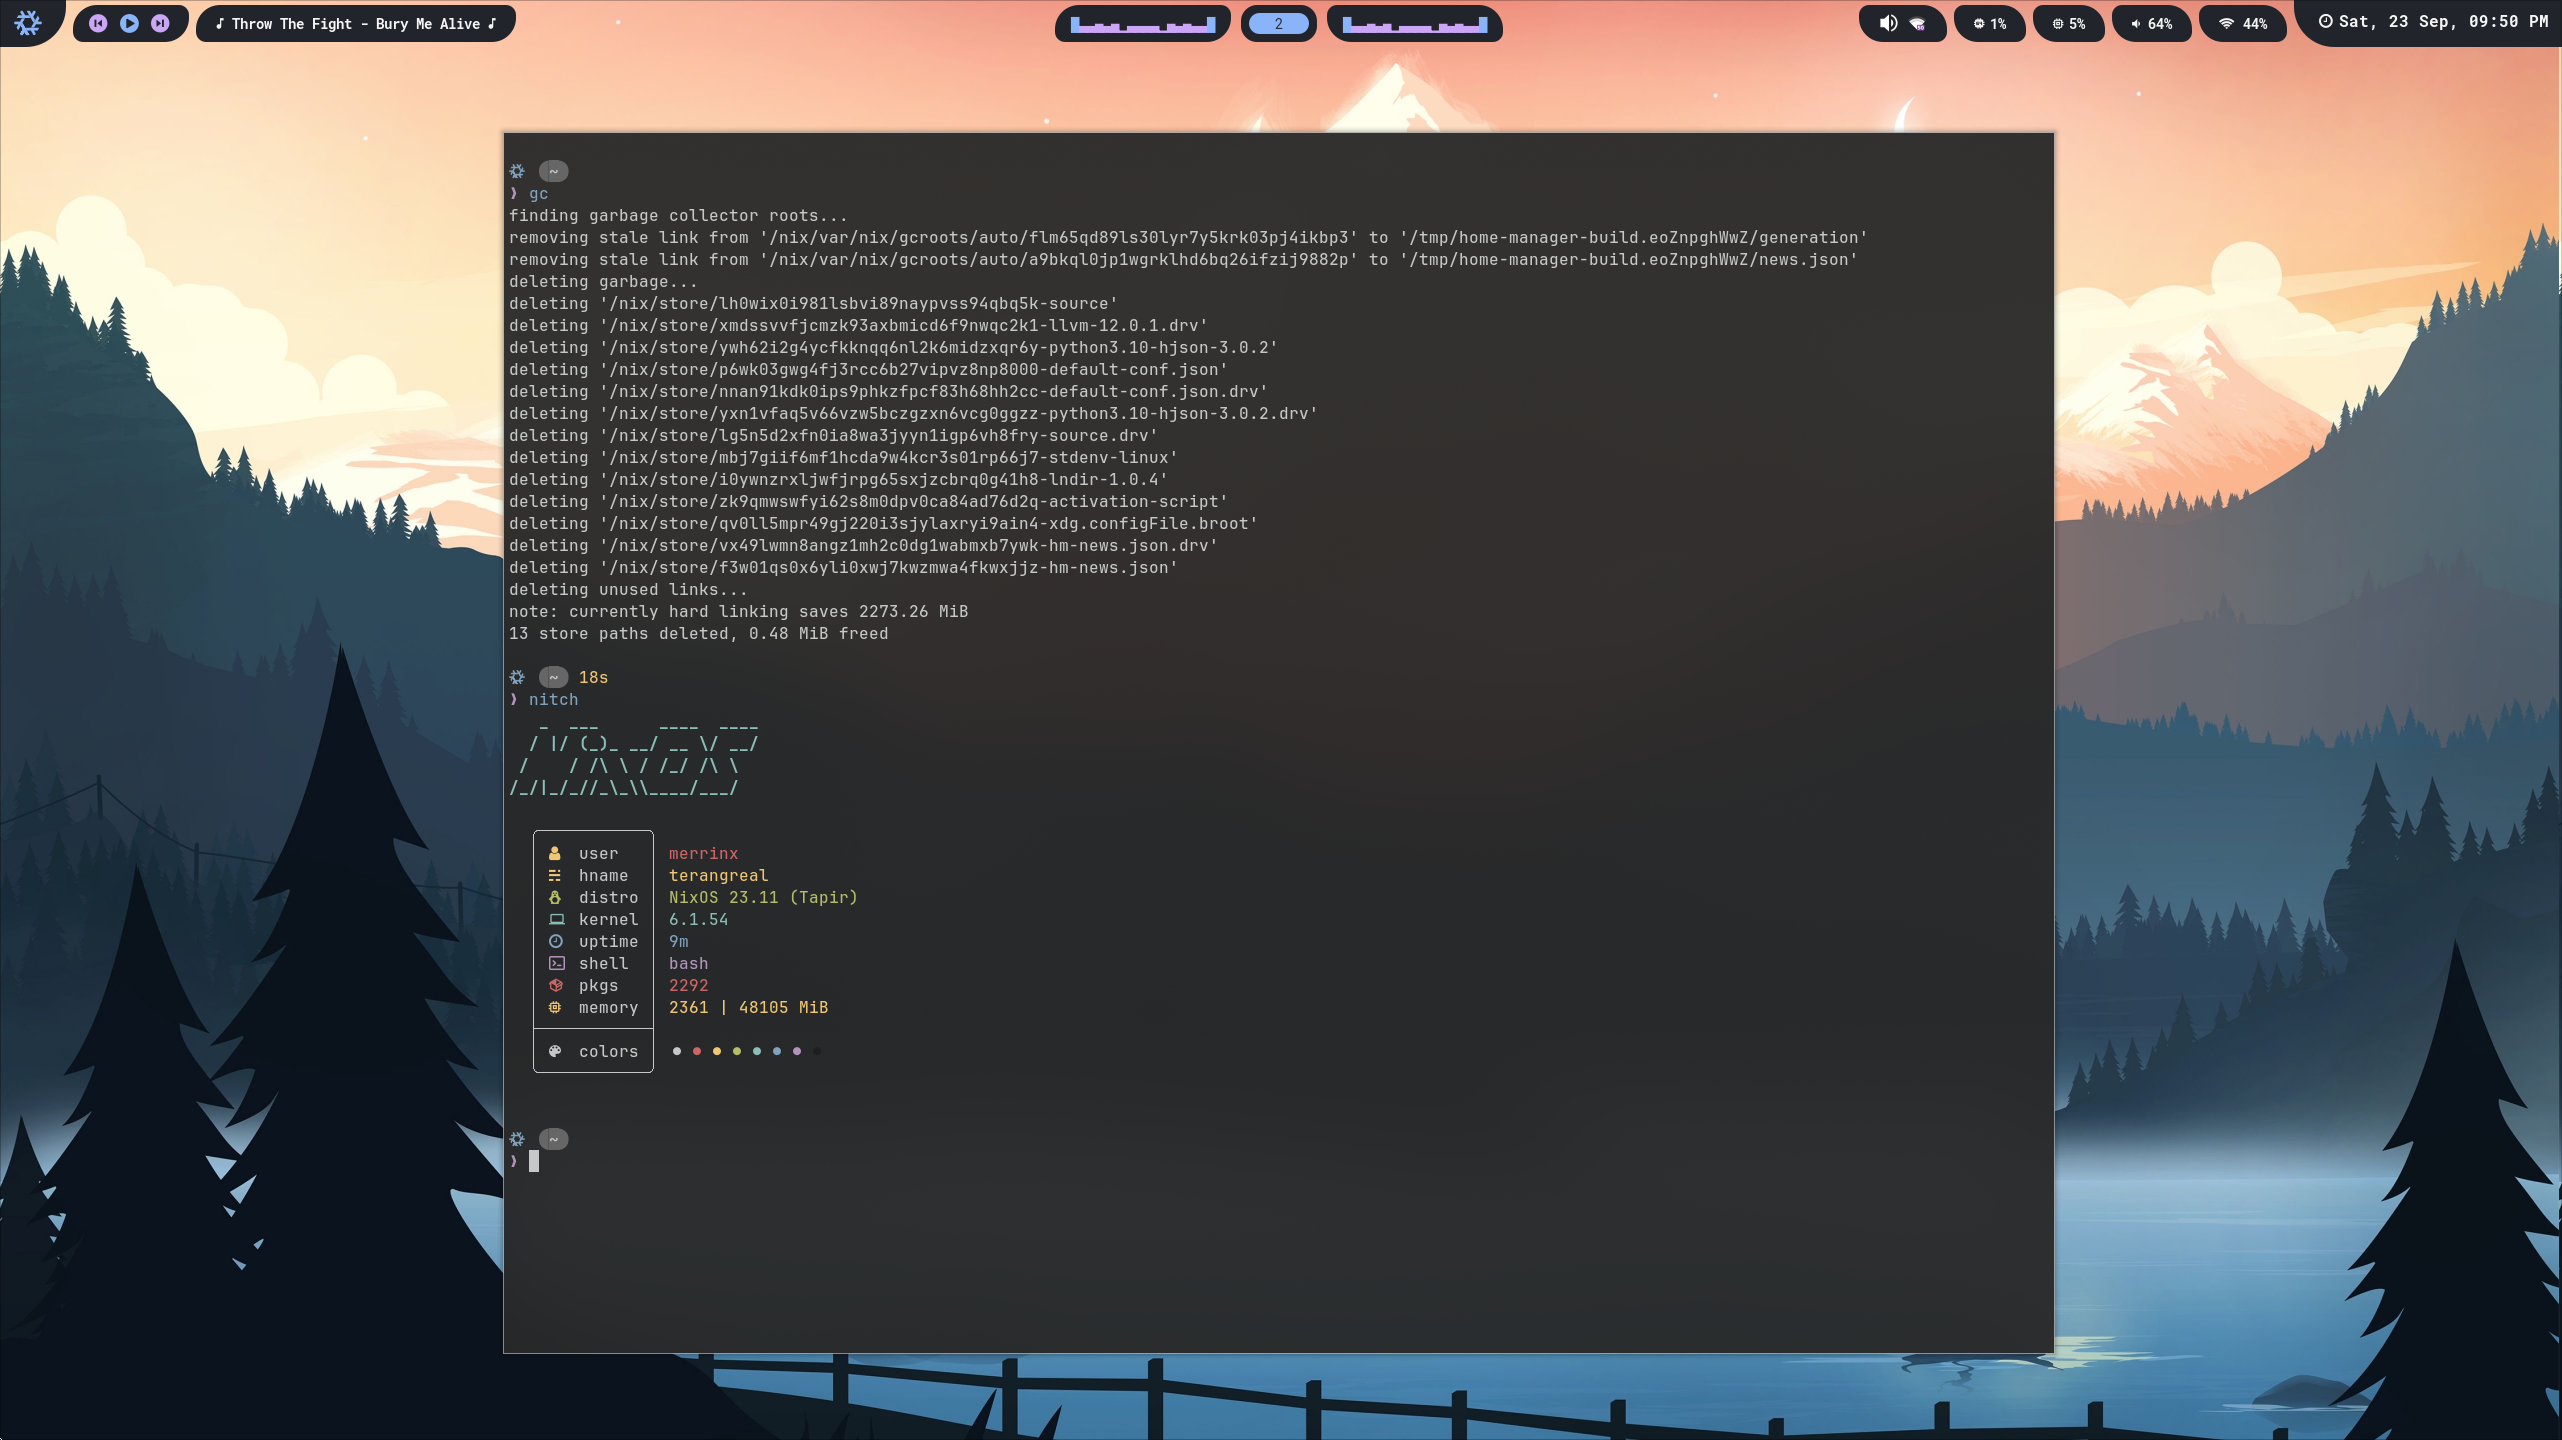 ♪ Throw The Fight - Bury Me Alive ♪
2
1%
5%
64%
44%
Sat, 23 Sep, 09:50 PM
~
❱ gc
finding garbage collector roots...
removing stale link from '/nix/var/nix/gcroots/auto/flm65qd89ls30lyr7y5krk03pj4ikbp3' to '/tmp/home-manager-build.eoZnpghWwZ/generation'
removing stale link from '/nix/var/nix/gcroots/auto/a9bkql0jp1wgrklhd6bq26ifzij9882p' to '/tmp/home-manager-build.eoZnpghWwZ/news.json'
deleting garbage...
deleting '/nix/store/lh0wix0i981lsbvi89naypvss94qbq5k-source'
deleting '/nix/store/xmdssvvfjcmzk93axbmicd6f9nwqc2k1-llvm-12.0.1.drv'
deleting '/nix/store/ywh62i2g4ycfkknqq6nl2k6midzxqr6y-python3.10-hjson-3.0.2'
deleting '/nix/store/p6wk03gwg4fj3rcc6b27vipvz8np8000-default-conf.json'
deleting '/nix/store/nnan91kdk0ips9phkzfpcf83h68hh2cc-default-conf.json.drv'
deleting '/nix/store/yxn1vfaq5v66vzw5bczgzxn6vcg0ggzz-python3.10-hjson-3.0.2.drv'
deleting '/nix/store/lg5n5d2xfn0ia8wa3jyyn1igp6vh8fry-source.drv'
deleting '/nix/store/mbj7giif6mf1hcda9w4kcr3s01rp66j7-stdenv-linux'
deleting '/nix/store/i0ywnzrxljwfjrpg65sxjzcbrq0g41h8-lndir-1.0.4'
deleting '/nix/store/zk9qmwswfyi62s8m0dpv0ca84ad76d2q-activation-script'
deleting '/nix/store/qv0ll5mpr49gj220i3sjylaxryi9ain4-xdg.configFile.broot'
deleting '/nix/store/vx49lwmn8angz1mh2c0dg1wabmxb7ywk-hm-news.json.drv'
deleting '/nix/store/f3w01qs0x6yli0xwj7kwzmwa4fkwxjjz-hm-news.json'
deleting unused links...
note: currently hard linking saves 2273.26 MiB
13 store paths deleted, 0.48 MiB freed
~ 18s
❱ nitch
NixOS
user merrinx
hname terangreal
distro NixOS 23.11 (Tapir)
kernel 6.1.54
uptime 9m
shell bash
pkgs 2292
memory 2361 | 48105 MiB
colors
~
❱